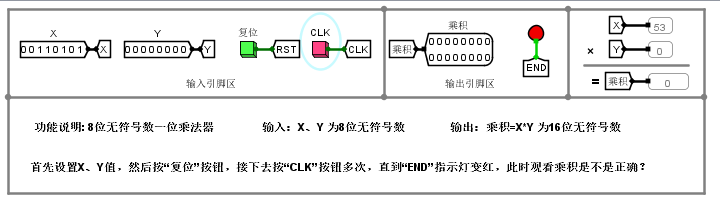 X Y 复位 CLK
00110101 X 00000000 Y RST CLK
输入引脚区
乘积 00000000
00000000
END
输出引脚区
X 53
× Y 0
= 乘积 0
功能说明: 8位无符号数一位乘法器 输入：X、Y 为8位无符号数 输出：乘积=X*Y 为16位无符号数
首先设置X、Y值，然后按“复位”按钮，接下去按“CLK”按钮多次，直到“END”指示灯变红，此时观看乘积是不是正确？